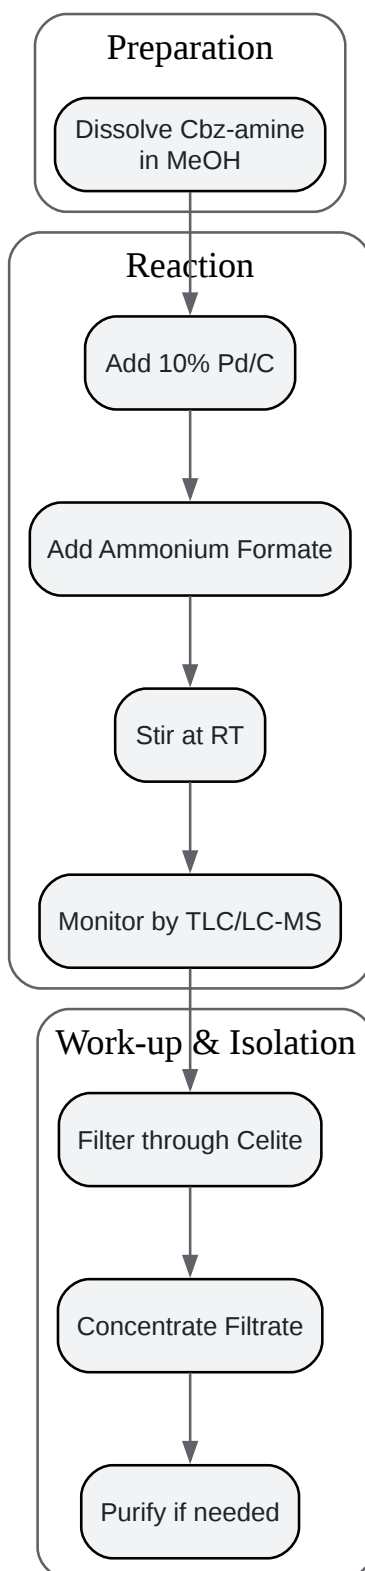 Preparation
Dissolve Cbz-amine
in MeOH
Reaction
Add 10% Pd/C
Add Ammonium Formate
Stir at RT
Monitor by TLC/LC-MS
Work-up & Isolation
Filter through Celite
Concentrate Filtrate
Purify if needed